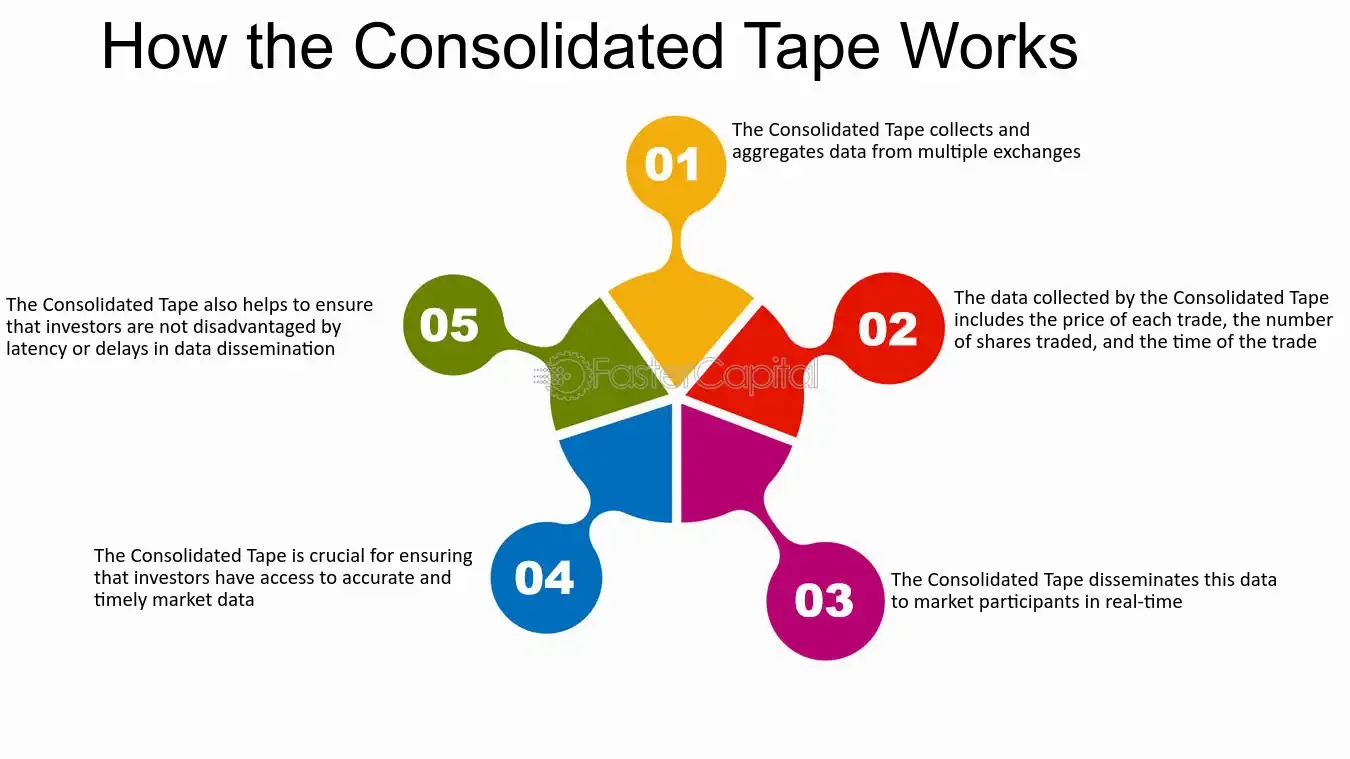 How the Consolidated Tape Works
01
The Consolidated Tape collects and
aggregates data from multiple exchanges
02
The data collected by the Consolidated Tape
includes the price of each trade, the number
of shares traded, and the time of the trade
03
The Consolidated Tape disseminates this data
to market participants in real-time
04
The Consolidated Tape is crucial for ensuring
that investors have access to accurate and
timely market data
05
The Consolidated Tape also helps to ensure
that investors are not disadvantaged by
latency or delays in data dissemination
FasterCapital